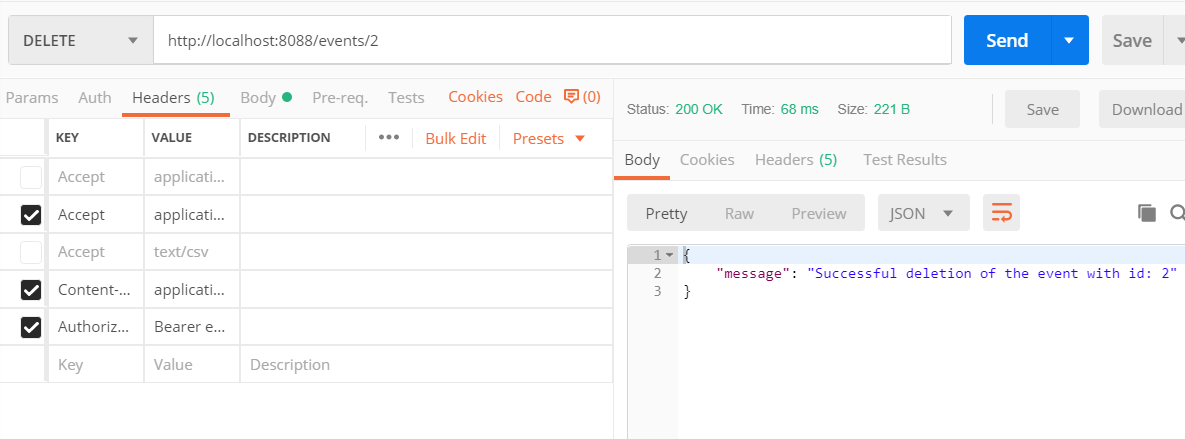 DELETE http://localhost:8088/events/2 Send Save
Params Auth Headers (5) Body Pre-req. Tests Cookies Code (0)
KEY VALUE DESCRIPTION ••• Bulk Edit Presets
Accept applicati...
Accept applicati...
Accept text/csv
Content-... applicati...
Authoriz... Bearer e...
Key Value Description
Status: 200 OK Time: 68 ms Size: 221 B Save Download
Body Cookies Headers (5) Test Results
Pretty Raw Preview JSON
1 {
2 "message": "Successful deletion of the event with id: 2"
3 }